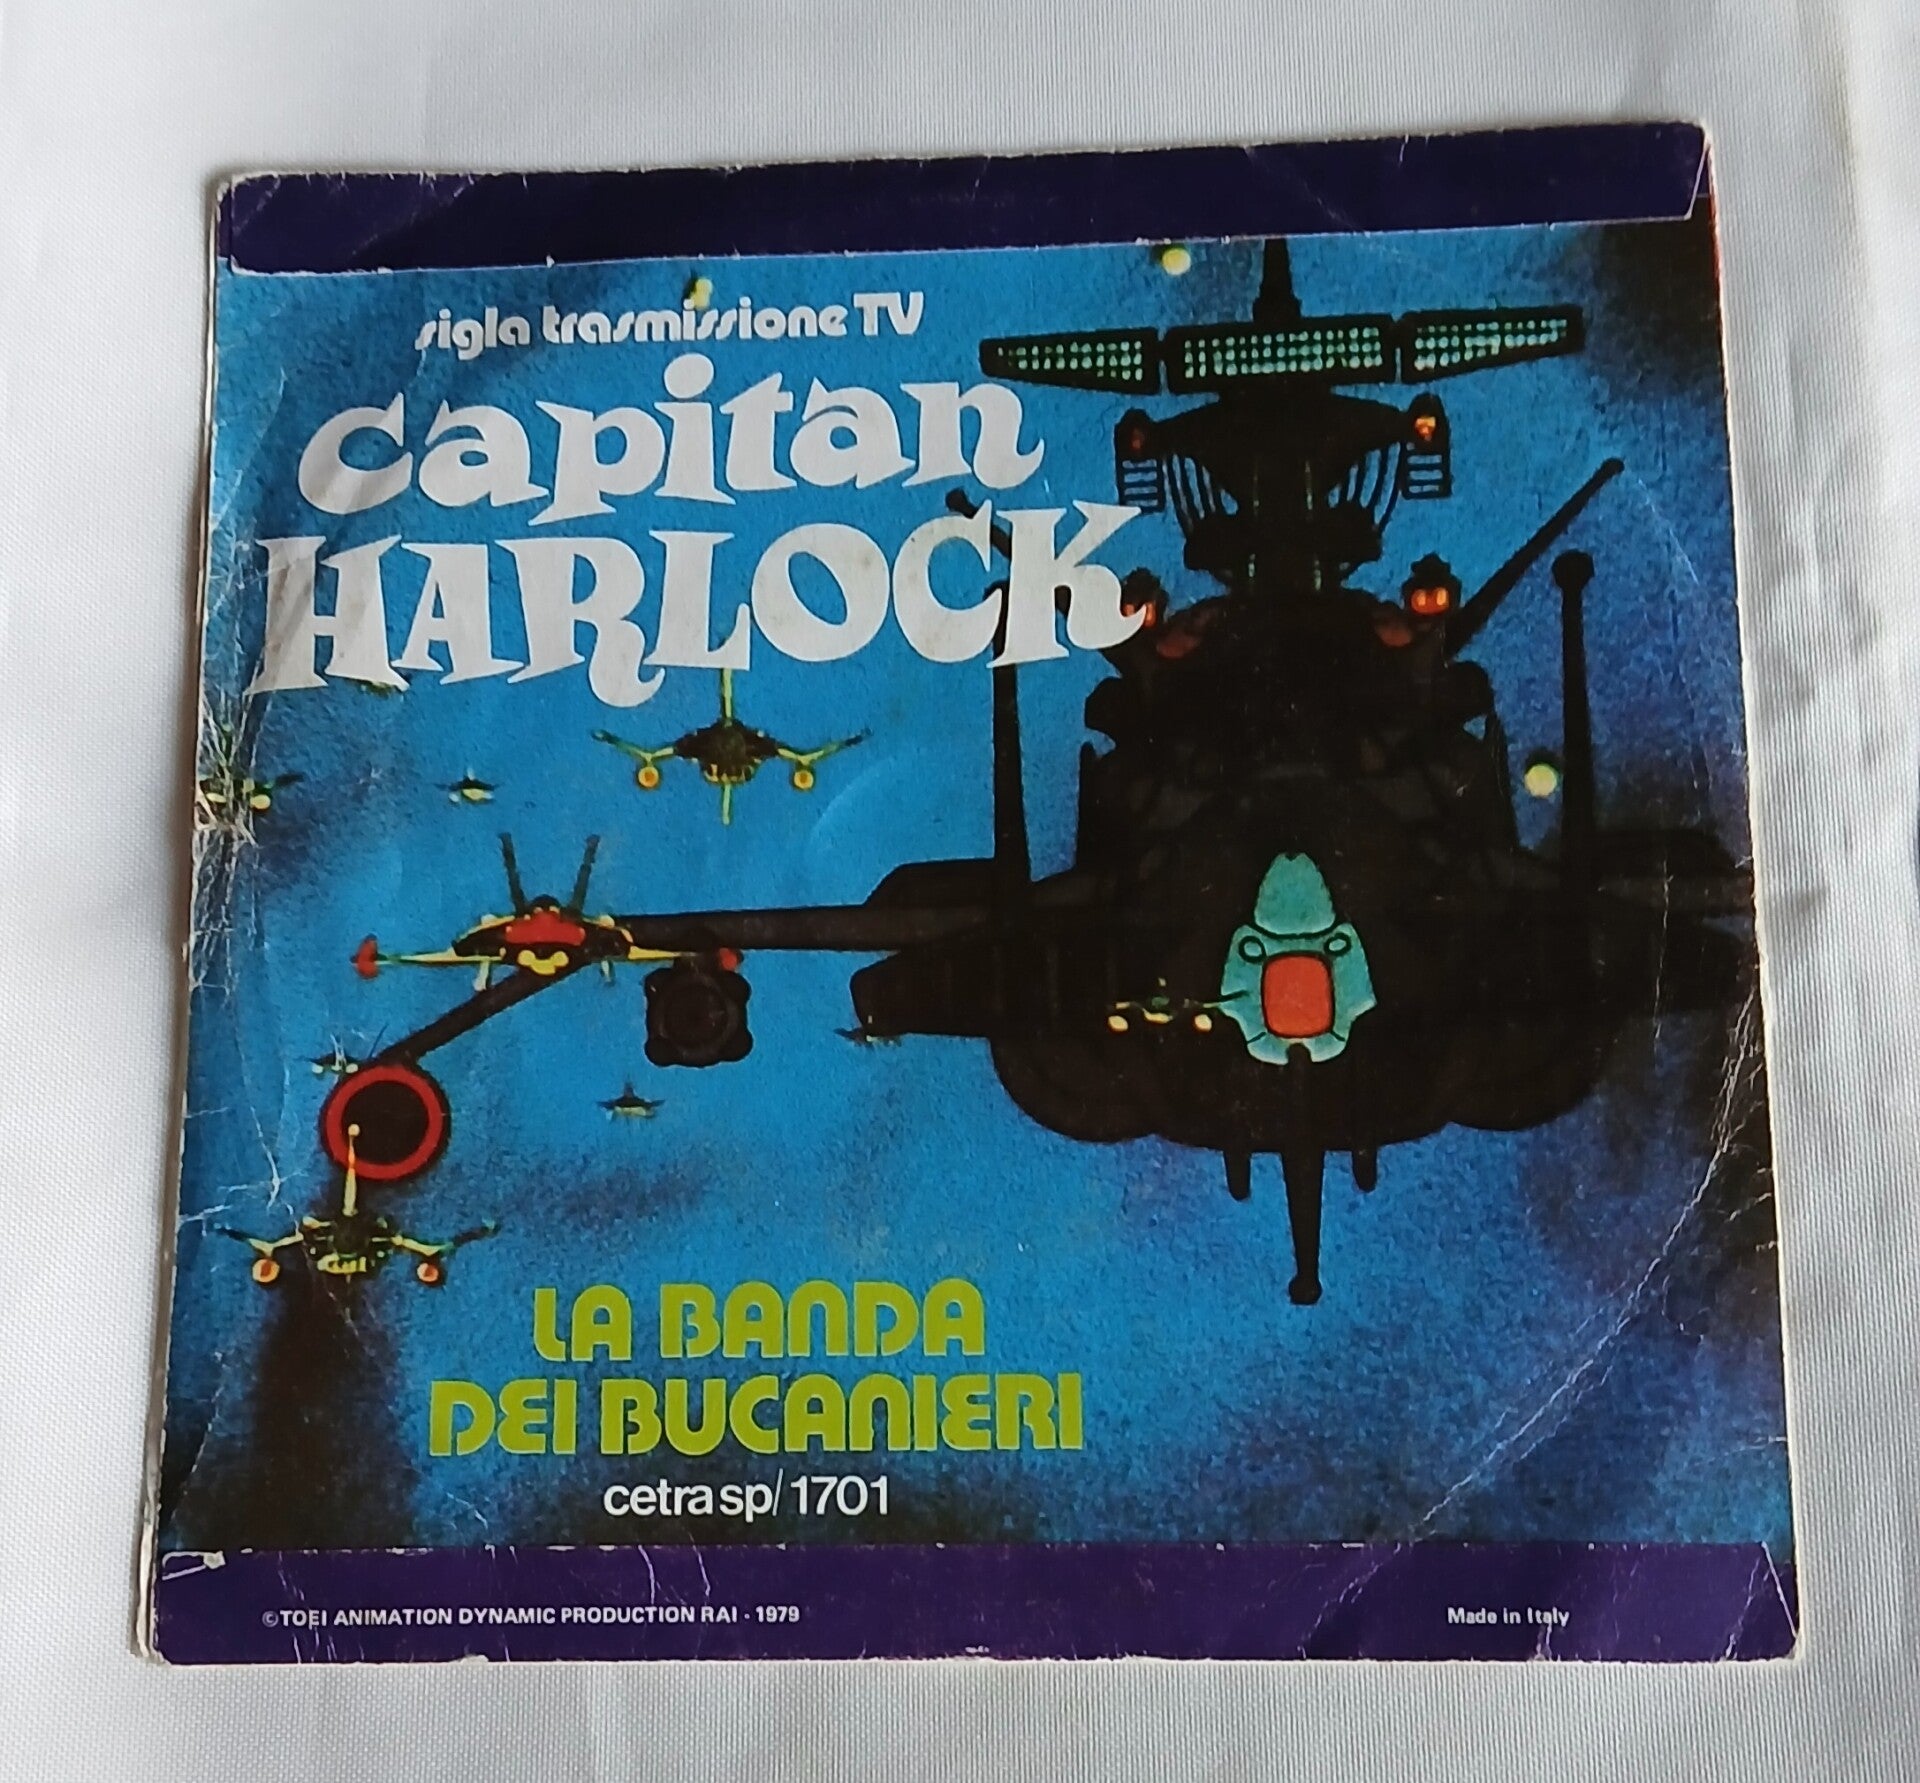 sigla trasmissione TV
capitan
HARLOCK
LA BANDA
DEI BUCANIERI
cetra sp/1701
©TOEI ANIMATION DYNAMIC PRODUCTION RAI - 1979
Made in Italy